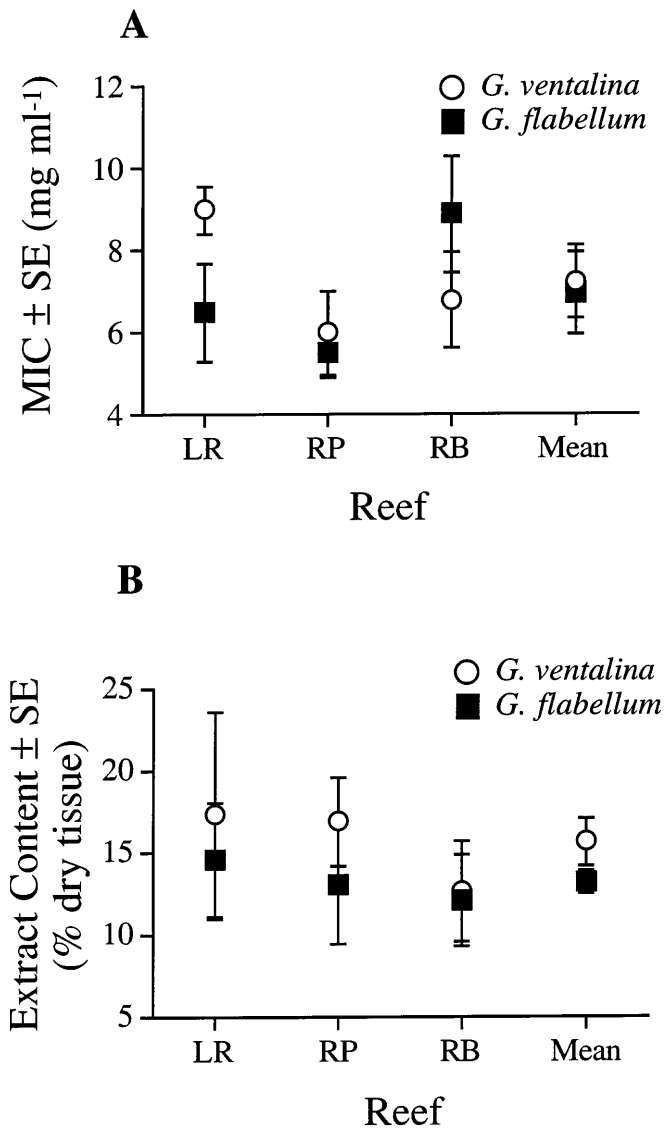 A
MIC ± SE (mg ml-1)
12
10
8
6
4
G. ventalina
G. flabellum
LR RP RB Mean
Reef
B
Extract Content ± SE
(% dry tissue)
25
20
15
10
5
G. ventalina
G. flabellum
LR RP RB Mean
Reef